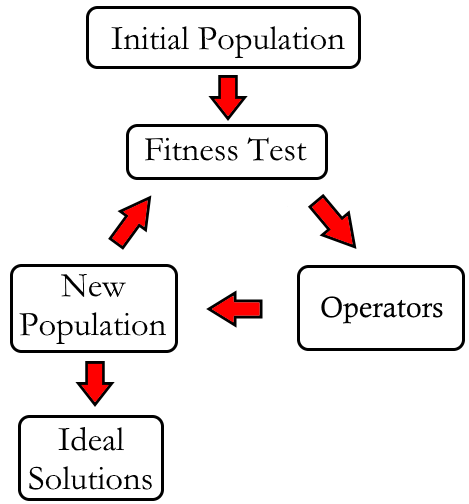 Initial Population
Fitness Test
New
Population
Operators
Ideal
Solutions